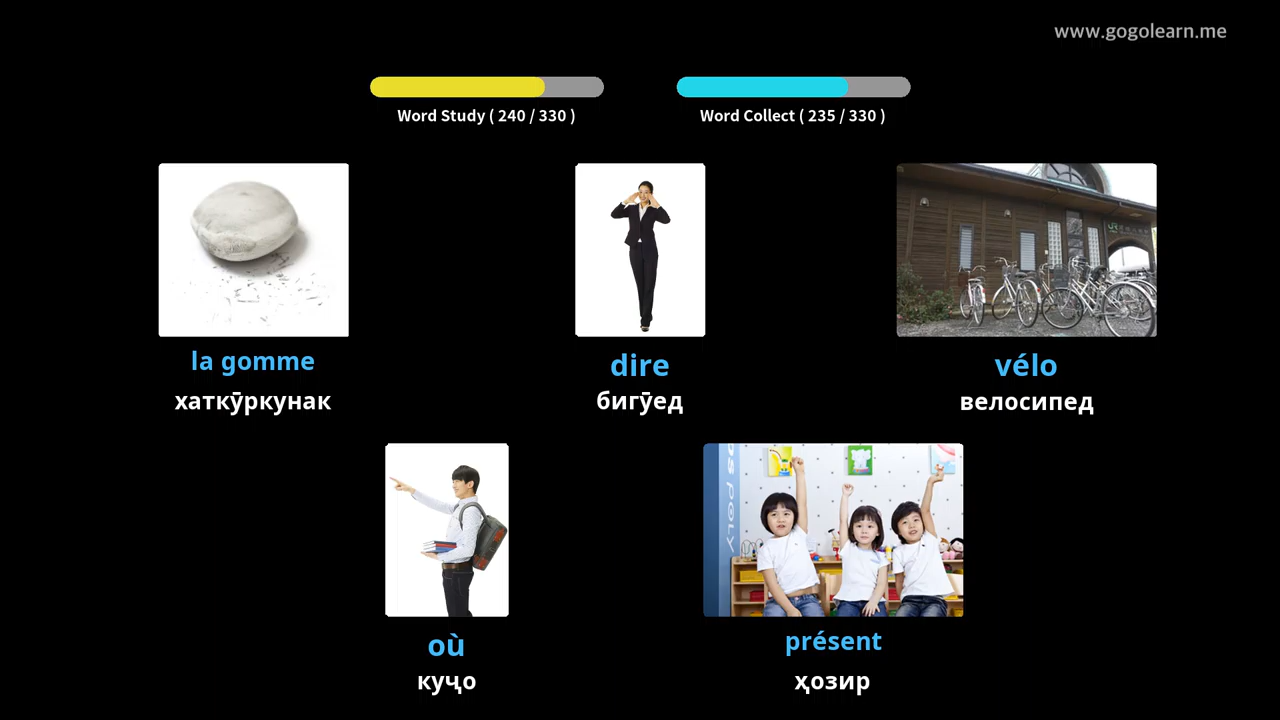 www.gogolearn.me
Word Study ( 240 / 330 )
Word Collect ( 235 / 330 )
la gomme
хаткӯркунак
dire
бигӯед
vélo
велосипед
où
куҷо
présent
ҳозир